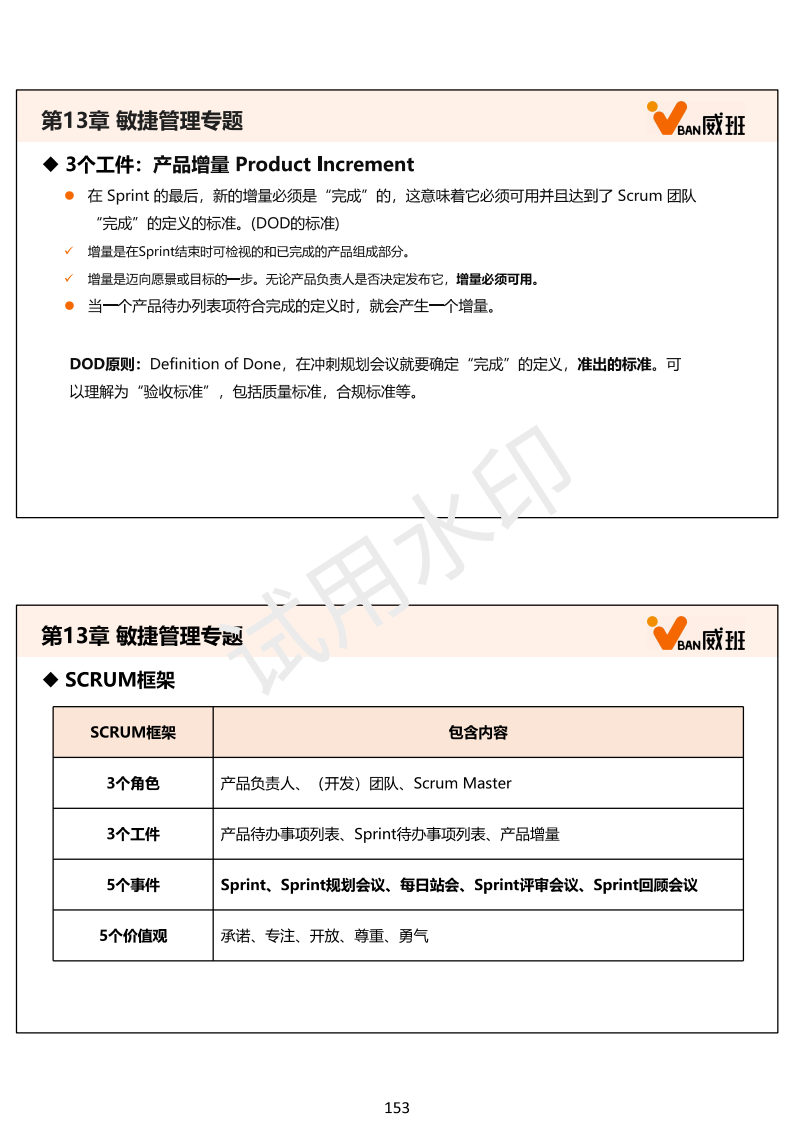 第13章 敏捷管理专题
BAN威班
◆ 3个工件：产品增量 Product Increment
● 在 Sprint 的最后，新的增量必须是“完成”的，这意味着它必须可用并且达到了 Scrum 团队
“完成”的定义的标准。(DOD的标准)
✓ 增量是在Sprint结束时可检视的和已完成的产品组成部分。
✓ 增量是迈向愿景或目标的一步。无论产品负责人是否决定发布它，增量必须可用。
● 当一个产品待办列表项符合完成的定义时，就会产生一个增量。
DOD原则：Definition of Done，在冲刺规划会议就要确定“完成”的定义，准出的标准。可
以理解为“验收标准”，包括质量标准，合规标准等。
试用水印
第13章 敏捷管理专题
BAN威班
◆ SCRUM框架
SCRUM框架 包含内容
3个角色 产品负责人、（开发）团队、Scrum Master
3个工件 产品待办事项列表、Sprint待办事项列表、产品增量
5个事件 Sprint、Sprint规划会议、每日站会、Sprint评审会议、Sprint回顾会议
5个价值观 承诺、专注、开放、尊重、勇气
153